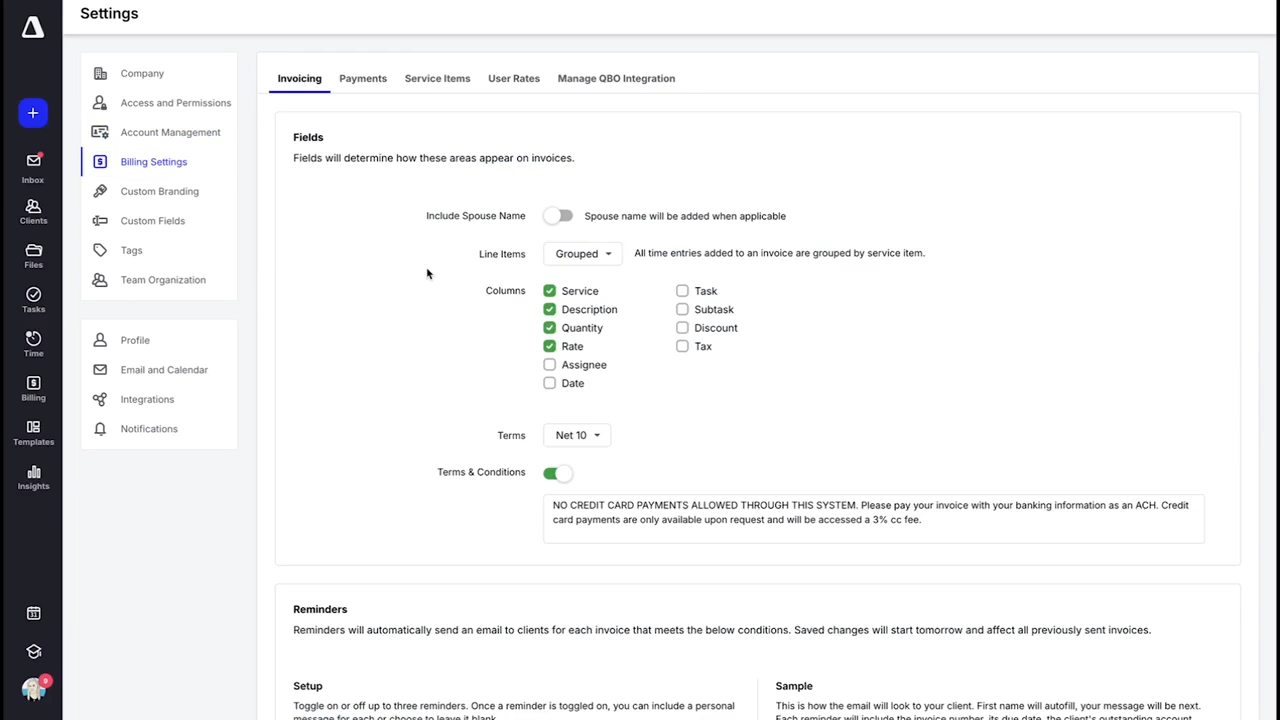 Settings
Inbox
Clients
Files
Tasks
Time
Billing
Templates
Insights
31
9
Company
Access and Permissions
Account Management
Billing Settings
Custom Branding
Custom Fields
Tags
Team Organization
Profile
Email and Calendar
Integrations
Notifications
Invoicing Payments Service Items User Rates Manage QBO Integration
Fields
Fields will determine how these areas appear on invoices.
Include Spouse Name Spouse name will be added when applicable
Line Items Grouped All time entries added to an invoice are grouped by service item.
Columns Service Task
Description Subtask
Quantity Discount
Rate Tax
Assignee
Date
Terms Net 10
Terms & Conditions
NO CREDIT CARD PAYMENTS ALLOWED THROUGH THIS SYSTEM. Please pay your invoice with your banking information as an ACH. Credit
card payments are only available upon request and will be accessed a 3% cc fee.
Reminders
Reminders will automatically send an email to clients for each invoice that meets the below conditions. Saved changes will start tomorrow and affect all previously sent invoices.
Setup
Toggle on or off up to three reminders. Once a reminder is toggled on, you can include a personal
message for each or choose to leave it blank.
Sample
This is how the email will look to your client. First name will autofill, your message will be next.
Each reminder will include the invoice number, its due date, the client's outstanding account